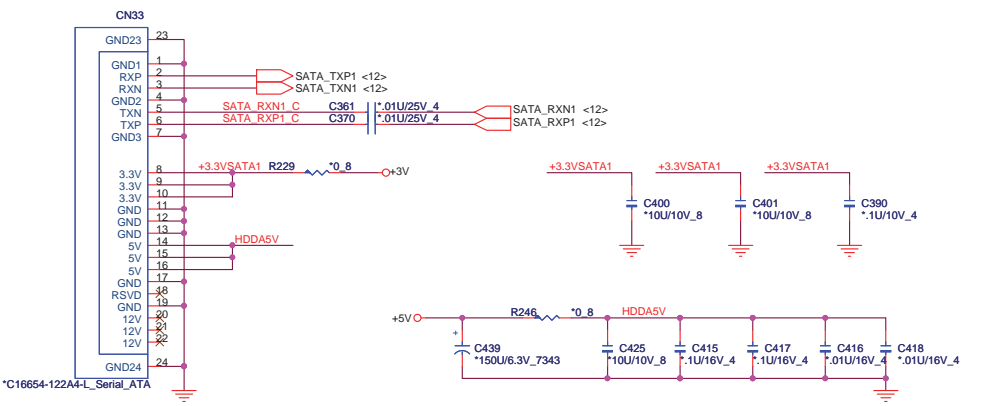 CN33
GND23 23
GND1 1
RXP 2 SATA_TXP1 <12>
RXN 3 SATA_TXN1 <12>
GND2 4
TXN 5 SATA_RXN1_C C361 *.01U/25V_4 SATA_RXN1 <12>
TXP 6 SATA_RXP1_C C370 *.01U/25V_4 SATA_RXP1 <12>
GND3 7
3.3V 8 +3.3VSATA1 R229 *0_8 +3V +3.3VSATA1 +3.3VSATA1 +3.3VSATA1
3.3V 9
3.3V 10
GND 11 C400 C401 C390
GND 12 *10U/10V_8 *10U/10V_8 *.1U/10V_4
GND 13
5V 14 HDDA5V
5V 15
5V 16
GND 17
RSVD 18
GND 19
12V 20 +5V R246 *0_8 HDDA5V
12V 21
12V 22
+ C439 C425 C415 C417 C416 C418
*150U/6.3V_7343 *10U/10V_8 *.1U/16V_4 *.1U/16V_4 *.01U/16V_4 *.01U/16V_4
GND24 24
*C16654-122A4-L_Serial_ATA